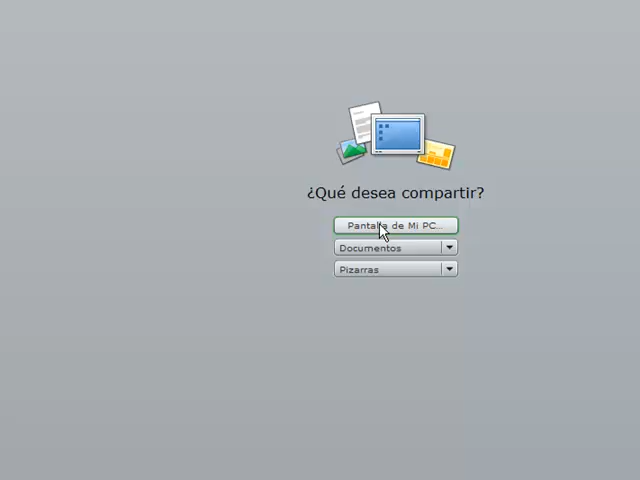 ¿Qué desea compartir?
Pantalla de Mi PC...
Documentos
Pizarras